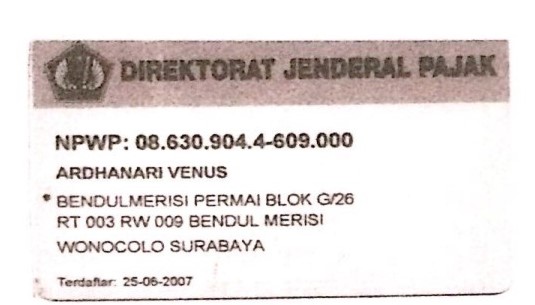 DIREKTORAT JENDERAL PAJAK
NPWP: 08.630.904.4-609.000
ARDHANARI VENUS
BENDULMERISI PERMAI BLOK G/26
RT 003 RW 009 BENDUL MERISI
WONOCOLO SURABAYA
Terdaftar: 25-06-2007